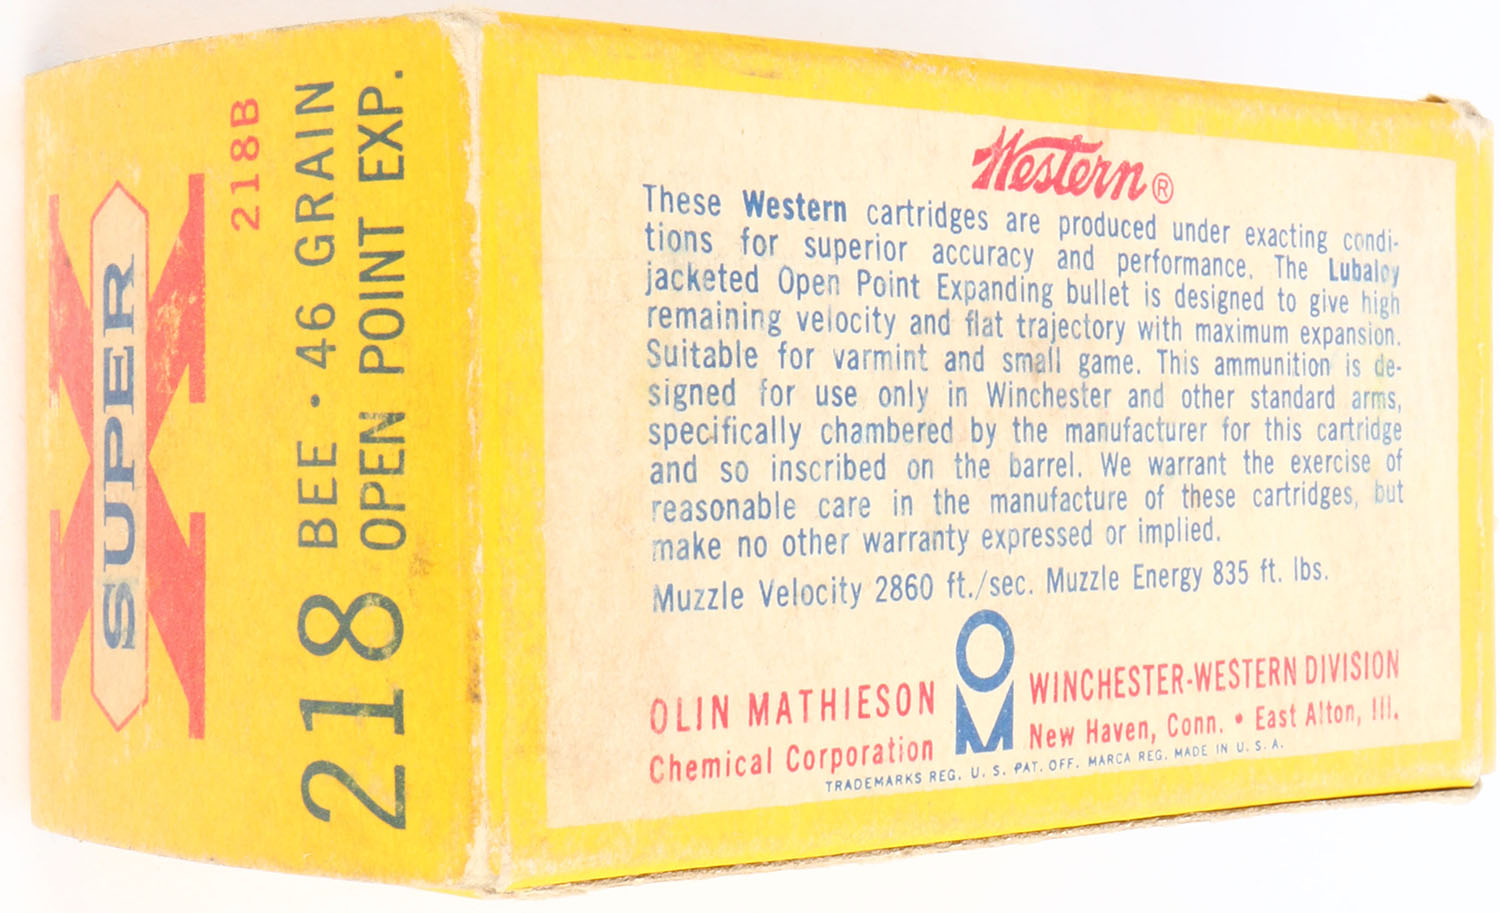 SUPER X
218B
218 BEE · 46 GRAIN
OPEN POINT EXP.
Western®
These Western cartridges are produced under exacting condi-
tions for superior accuracy and performance. The Lubaloy
jacketed Open Point Expanding bullet is designed to give high
remaining velocity and flat trajectory with maximum expansion.
Suitable for varmint and small game. This ammunition is de-
signed for use only in Winchester and other standard arms,
specifically chambered by the manufacturer for this cartridge
and so inscribed on the barrel. We warrant the exercise of
reasonable care in the manufacture of these cartridges, but
make no other warranty expressed or implied.
Muzzle Velocity 2860 ft./sec. Muzzle Energy 835 ft. lbs.
OLIN MATHIESON
Chemical Corporation
OM
WINCHESTER-WESTERN DIVISION
New Haven, Conn. • East Alton, Ill.
TRADEMARKS REG. U. S. PAT. OFF. MARCA REG. MADE IN U. S. A.